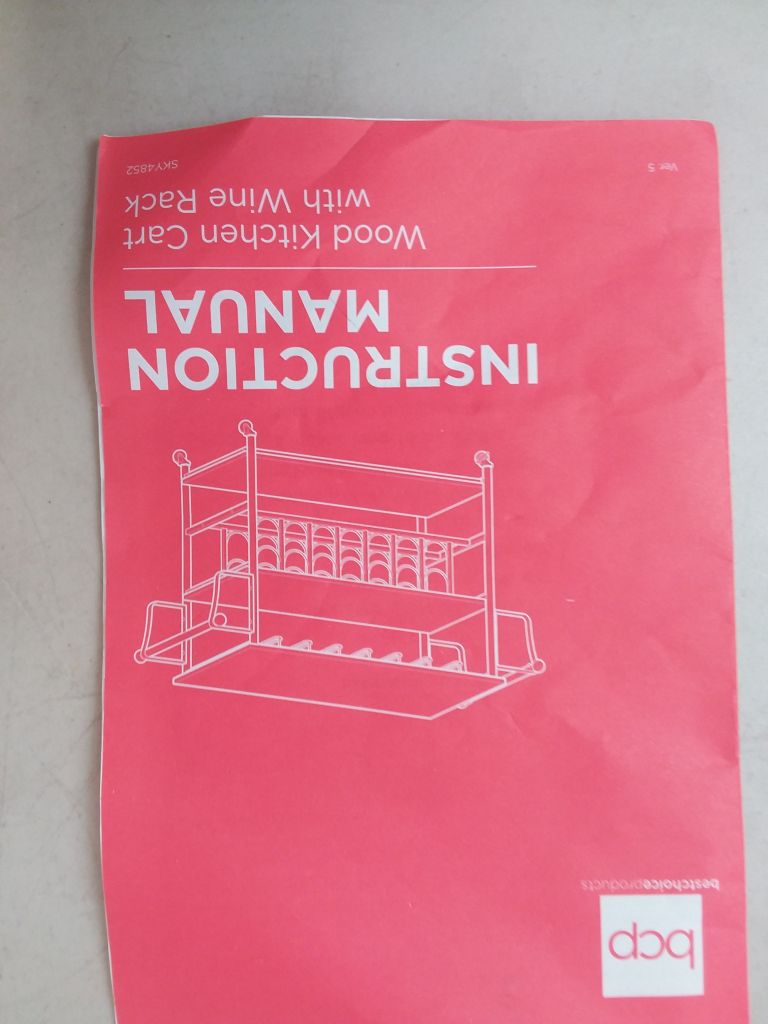 bcp
bestchoiceproducts
INSTRUCTION
MANUAL
Wood Kitchen Cart
with Wine Rack
Ver. 5
SKY4852